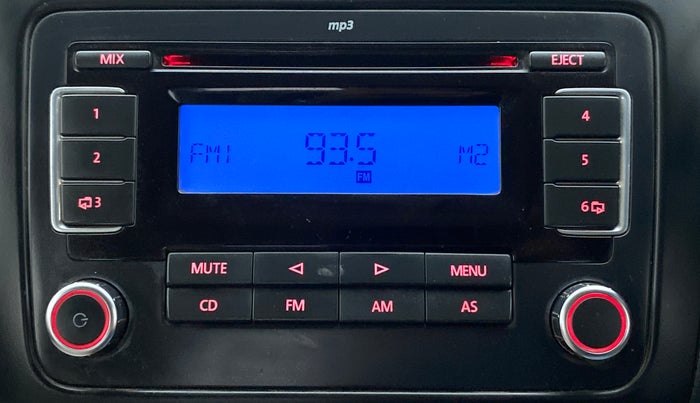 mp3
MIX
EJECT
1
2
3
FM1
93.5
M2
FM
4
5
6
MUTE
MENU
CD
FM
AM
AS